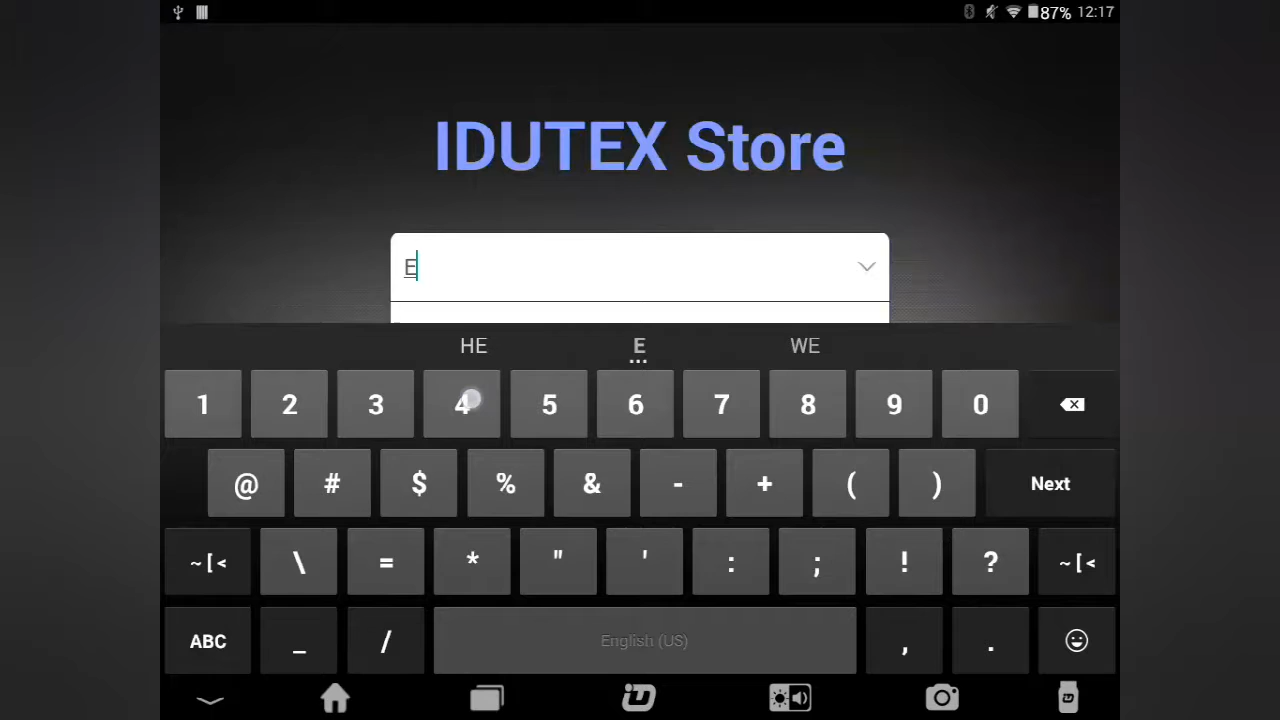 87% 12:17
IDUTEX Store
E
HE E WE
1 2 3 4 5 6 7 8 9 0
@ # $ % & - + ( ) Next
~ [ < \ = * " ' : ; ! ? ~ [ <
ABC _ / English (US) , .